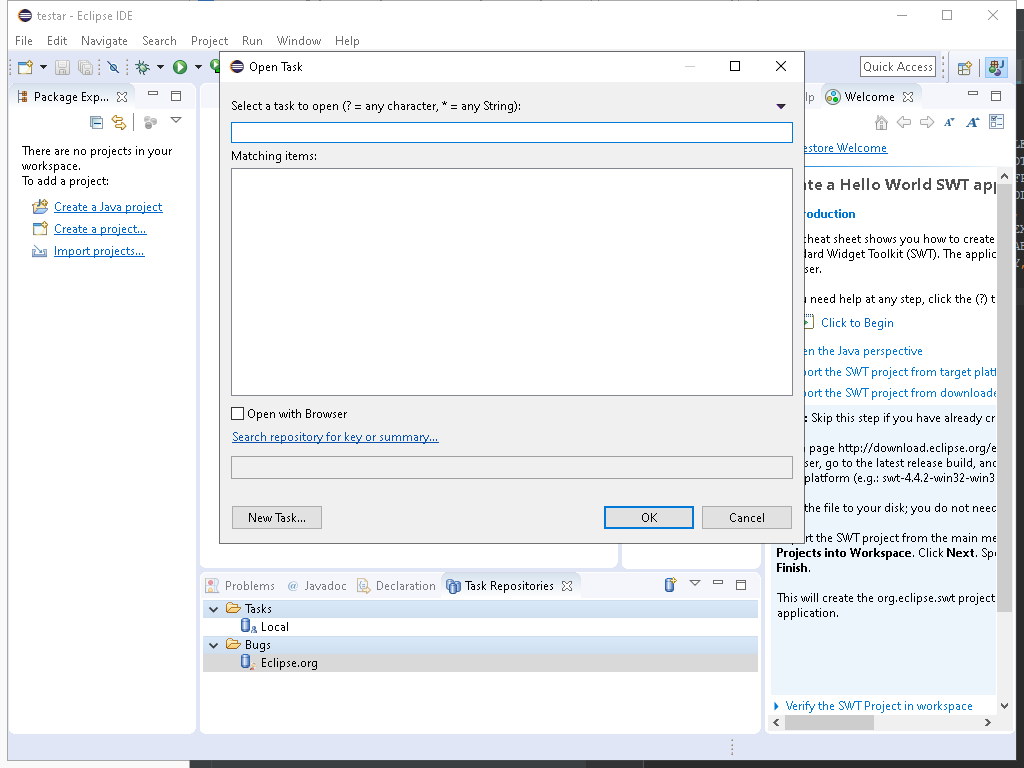 testar - Eclipse IDE
File Edit Navigate Search Project Run Window Help
Quick Access
Package Exp...
There are no projects in your
workspace.
To add a project:
Create a Java project
Create a project...
Import projects...
Open Task
Select a task to open (? = any character, * = any String):
Matching items:
Open with Browser
Search repository for key or summary...
New Task...
OK
Cancel
lp
Welcome
estore Welcome
te a Hello World SWT app
roduction
heat sheet shows you how to create
ard Widget Toolkit (SWT). The applic
ser.
need help at any step, click the (?) t
Click to Begin
en the Java perspective
port the SWT project from target platf
port the SWT project from downloade
: Skip this step if you have already cr
page http://download.eclipse.org/e
ser, go to the latest release build, and
platform (e.g.: swt-4.4.2-win32-win3
the file to your disk; you do not need
rt the SWT project from the main me
Projects into Workspace. Click Next. Spe
Finish.
This will create the org.eclipse.swt project
application.
Verify the SWT Project in workspace
Problems @ Javadoc Declaration Task Repositories
Tasks
Local
Bugs
Eclipse.org